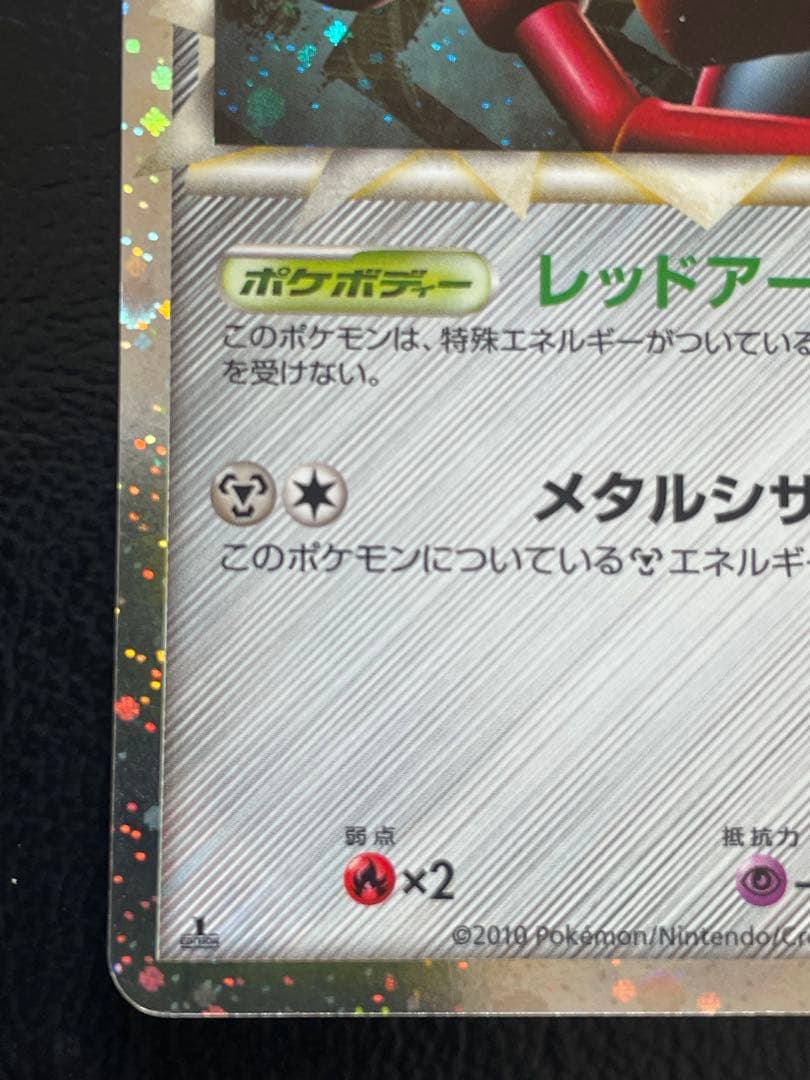 ポケボディー レッドアー
このポケモンは、特殊エネルギーがついている
を受けない。
メタルシザ
このポケモンについているエネルギー
弱点 抵抗力
×2 -
1
EDITION
©2010 Pokémon/Nintendo/Cre